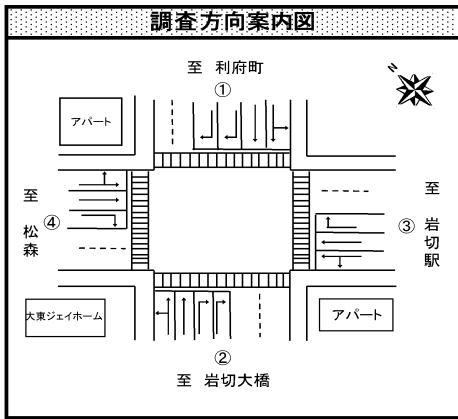 調査方向案内図
至 利府町
①
N
アパート
至 松森
④
至 岩切駅
③
大東ジェイホーム
アパート
②
至 岩切大橋